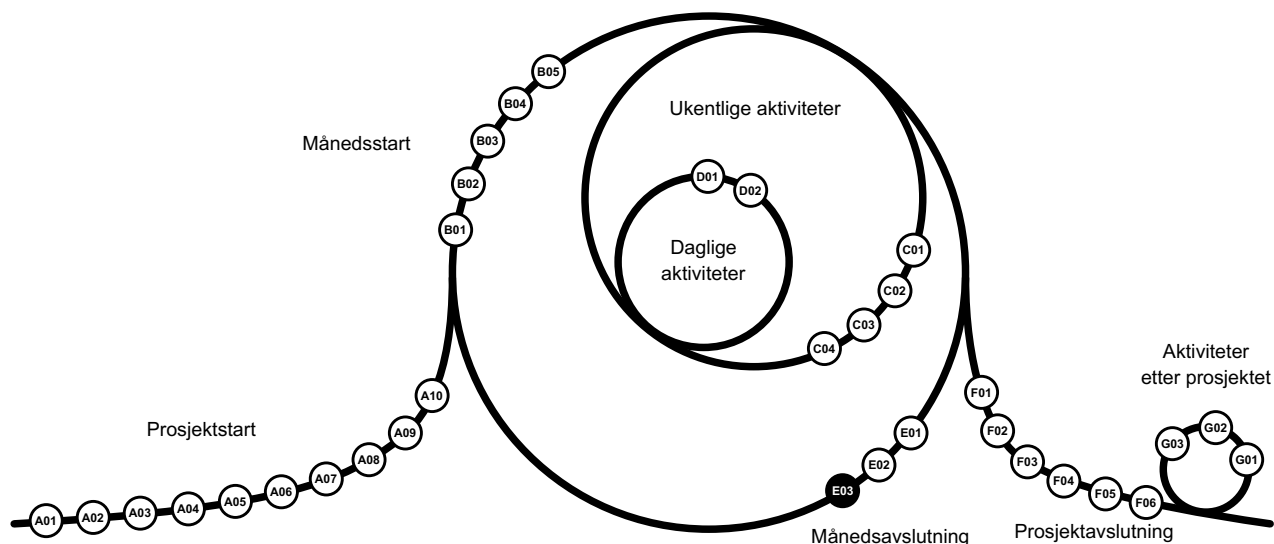 B05
B04
B03
B02
B01
Månedsstart
Ukentlige aktiviteter
D01
D02
Daglige
aktiviteter
C01
C02
C03
C04
Prosjektstart
A01
A02
A03
A04
A05
A06
A07
A08
A09
A10
E01
E02
E03
Månedsavslutning
F01
F02
F03
F04
F05
F06
Prosjektavslutning
Aktiviteter
etter prosjektet
G03
G02
G01